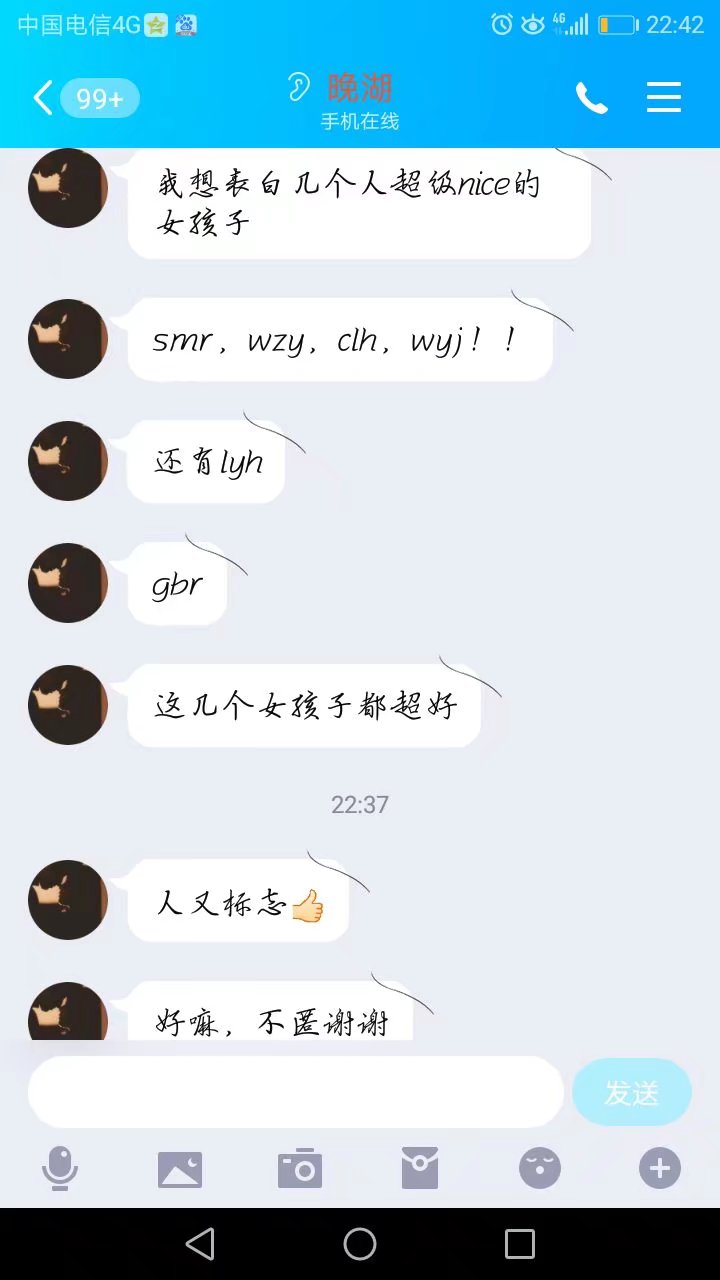 中国电信4G 4G 22:42
99+ 晚湖
手机在线
我想表白几个人超级nice的
女孩子
smr，wzy，clh，wyj！！
还有lyh
gbr
这几个女孩子都超好
22:37
人又标志👍
好嘛，不匿谢谢
发送